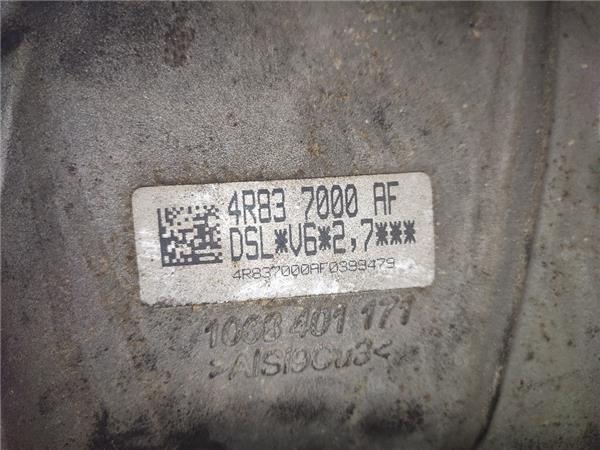 4R83 7000 AF
DSL*V6*2,7***
4R837000AF0399479
1068 401 171
>AlSi9Cu3<